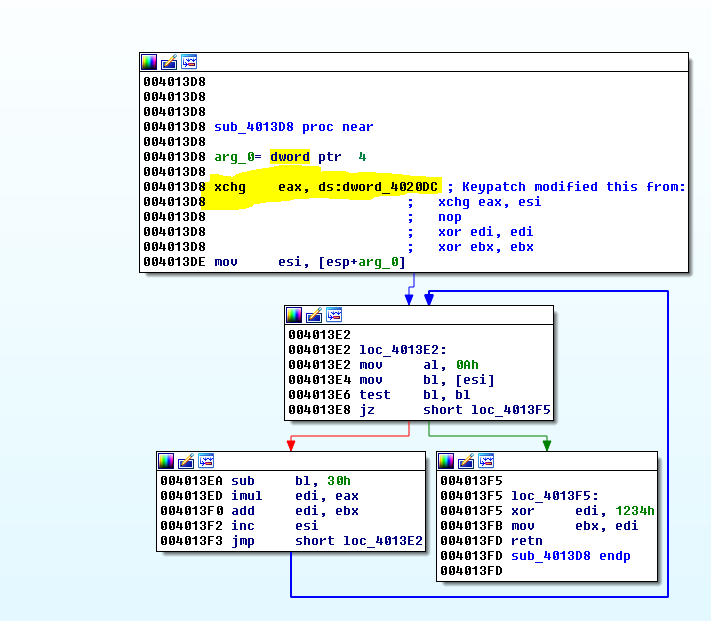 004013D8
004013D8
004013D8
004013D8 sub_4013D8 proc near
004013D8
004013D8 arg_0= dword ptr  4
004013D8
004013D8 xchg    eax, ds:dword_4020DC ; Keypatch modified this from:
004013D8                         ;   xchg eax, esi
004013D8                         ;   nop
004013D8                         ;   xor edi, edi
004013D8                         ;   xor ebx, ebx
004013DE mov     esi, [esp+arg_0]
004013E2
004013E2 loc_4013E2:
004013E2 mov     al, 0Ah
004013E4 mov     bl, [esi]
004013E6 test    bl, bl
004013E8 jz      short loc_4013F5
004013EA sub     bl, 30h
004013ED imul    edi, eax
004013F0 add     edi, ebx
004013F2 inc     esi
004013F3 jmp     short loc_4013E2
004013F5
004013F5 loc_4013F5:
004013F5 xor     edi, 1234h
004013FB mov     ebx, edi
004013FD retn
004013FD sub_4013D8 endp
004013FD